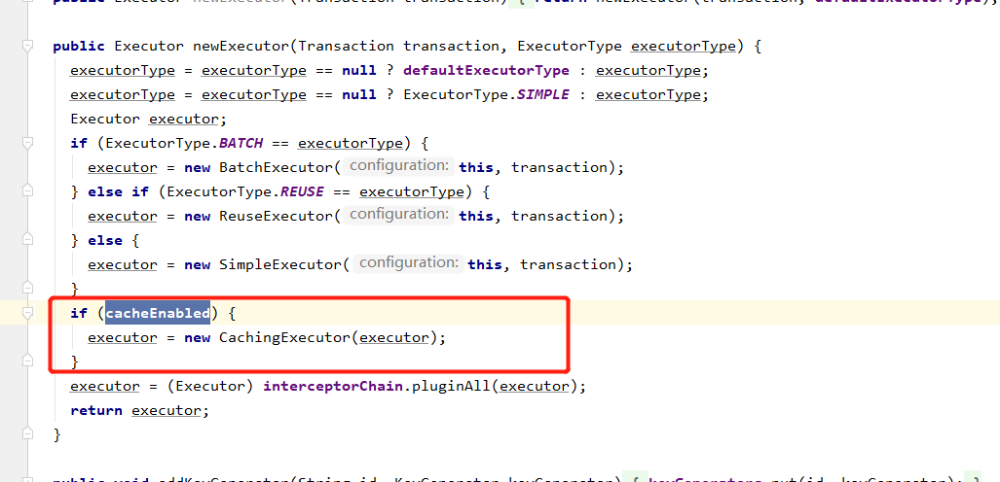 public Executor newExecutor(Transaction transaction) { return newExecutor(transaction, defaultExecutorType);
public Executor newExecutor(Transaction transaction, ExecutorType executorType) {
executorType = executorType == null ? defaultExecutorType : executorType;
executorType = executorType == null ? ExecutorType.SIMPLE : executorType;
Executor executor;
if (ExecutorType.BATCH == executorType) {
executor = new BatchExecutor( configuration: this, transaction);
} else if (ExecutorType.REUSE == executorType) {
executor = new ReuseExecutor( configuration: this, transaction);
} else {
executor = new SimpleExecutor( configuration: this, transaction);
}
if (cacheEnabled) {
executor = new CachingExecutor(executor);
}
executor = (Executor) interceptorChain.pluginAll(executor);
return executor;
}
public void addKeyGenerator(String id, KeyGenerator keyGenerator) { keyGenerators.put(id, keyGenerator); }